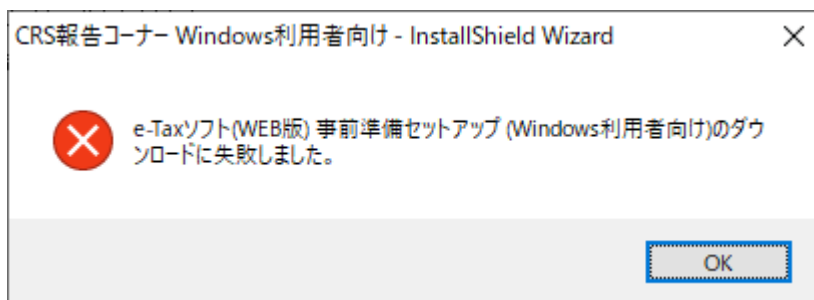 CRS報告コーナー Windows利用者向け - InstallShield Wizard
e-Taxソフト(WEB版) 事前準備セットアップ (Windows利用者向け)のダウ
ンロードに失敗しました。
OK